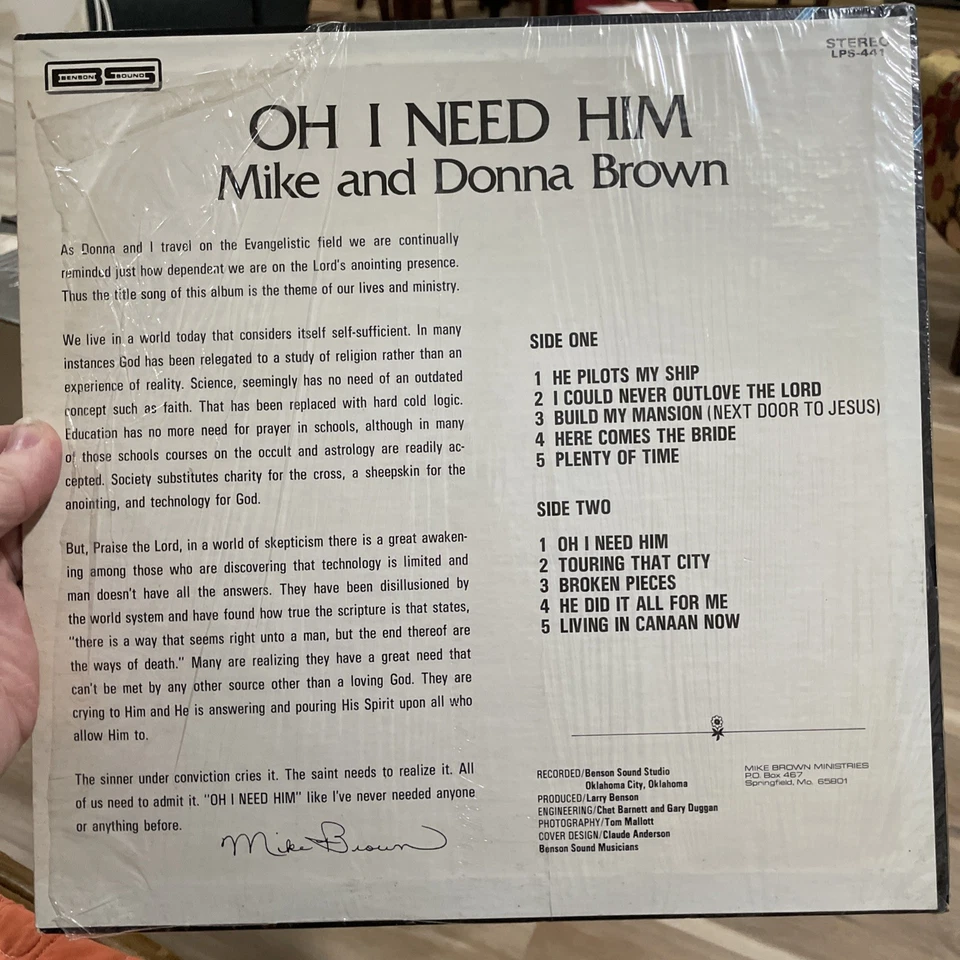 BENSON BS SOUND
STEREO
LPS-441
OH I NEED HIM
Mike and Donna Brown
As Donna and I travel on the Evangelistic field we are continually
reminded just how dependent we are on the Lord's anointing presence.
Thus the title song of this album is the theme of our lives and ministry.
We live in a world today that considers itself self-sufficient. In many
instances God has been relegated to a study of religion rather than an
experience of reality. Science, seemingly has no need of an outdated
concept such as faith. That has been replaced with hard cold logic.
Education has no more need for prayer in schools, although in many
of those schools courses on the occult and astrology are readily ac-
cepted. Society substitutes charity for the cross, a sheepskin for the
anointing, and technology for God.
But, Praise the Lord, in a world of skepticism there is a great awaken-
ing among those who are discovering that technology is limited and
man doesn't have all the answers. They have been disillusioned by
the world system and have found how true the scripture is that states,
"there is a way that seems right unto a man, but the end thereof are
the ways of death." Many are realizing they have a great need that
can't be met by any other source other than a loving God. They are
crying to Him and He is answering and pouring His Spirit upon all who
allow Him to.
The sinner under conviction cries it. The saint needs to realize it. All
of us need to admit it. "OH I NEED HIM" like I've never needed anyone
or anything before.
Mike Brown
SIDE ONE
1 HE PILOTS MY SHIP
2 I COULD NEVER OUTLOVE THE LORD
3 BUILD MY MANSION (NEXT DOOR TO JESUS)
4 HERE COMES THE BRIDE
5 PLENTY OF TIME
SIDE TWO
1 OH I NEED HIM
2 TOURING THAT CITY
3 BROKEN PIECES
4 HE DID IT ALL FOR ME
5 LIVING IN CANAAN NOW
RECORDED/Benson Sound Studio
Oklahoma City, Oklahoma
PRODUCED/Larry Benson
ENGINEERING/Chet Barnett and Gary Duggan
PHOTOGRAPHY/Tom Mallott
COVER DESIGN/Claude Anderson
Benson Sound Musicians
MIKE BROWN MINISTRIES
P.O. Box 467
Springfield, Mo. 65801